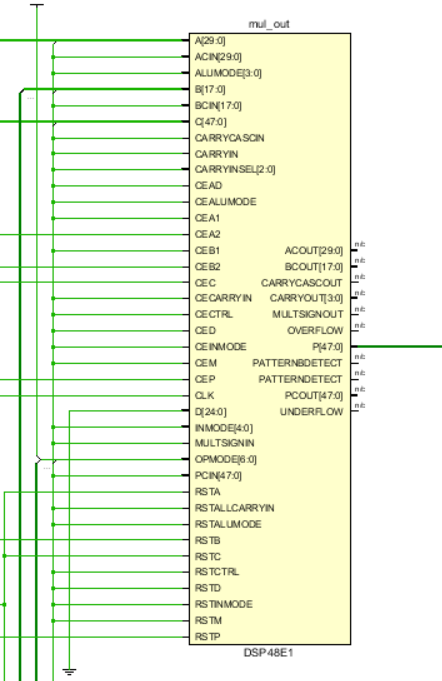 mul_out
A[29:0]
ACIN[29:0]
ALUMODE[3:0]
B[17:0]
BCIN[17:0]
C[47:0]
CARRYCASCIN
CARRYIN
CARRYINSEL[2:0]
CEAD
CEALUMODE
CEA1
CEA2
CEB1 ACOUT[29:0] n/c
CEB2 BCOUT[17:0] n/c
CEC CARRYCASCOUT n/c
CECARRYIN CARRYOUT[3:0] n/c
CECTRL MULTSIGNOUT n/c
CED OVERFLOW n/c
CEINMODE P[47:0]
CEM PATTERNBDETECT n/c
CEP PATTERNDETECT n/c
CLK PCOUT[47:0] n/c
D[24:0] UNDERFLOW n/c
INMODE[4:0]
MULTSIGNIN
OPMODE[6:0]
PCIN[47:0]
RSTA
RSTALLCARRYIN
RSTALUMODE
RSTB
RSTC
RSTCTRL
RSTD
RSTINMODE
RSTM
RSTP
DSP48E1